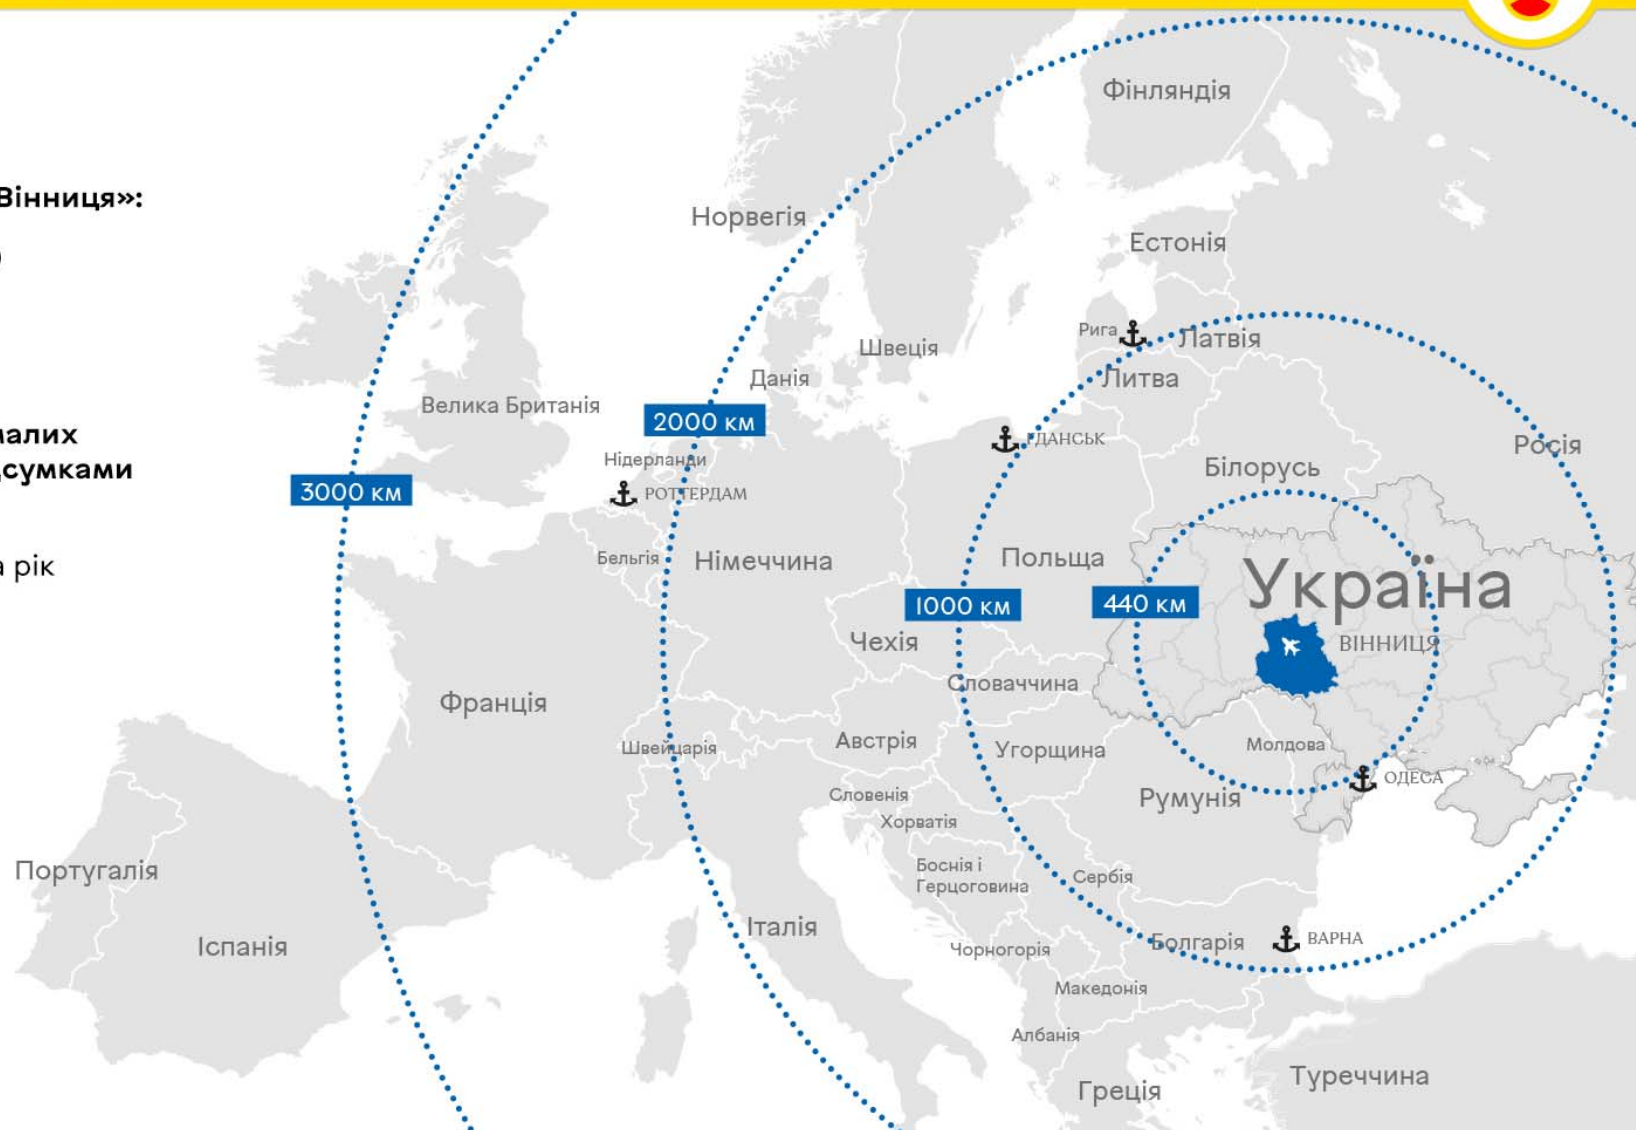 Вінниця»:
)
малих
дсумками
а рік
Фінляндія
Норвегія
Естонія
Рига
Латвія
Швеція
Литва
Данія
Велика Британія
2000 км
ГДАНСЬК
Росія
Нідерланди
Білорусь
3000 км
РОТТЕРДАМ
Бельгія
Німеччина
Польща
Україна
1000 км
440 км
Чехія
ВІННИЦЯ
Словаччина
Франція
Швейцарія
Австрія
Угорщина
Молдова
ОДЕСА
Словенія
Румунія
Хорватія
Боснія і
Герцоговина
Сербія
Португалія
Італія
Іспанія
Чорногорія
Болгарія
ВАРНА
Македонія
Албанія
Греція
Туреччина